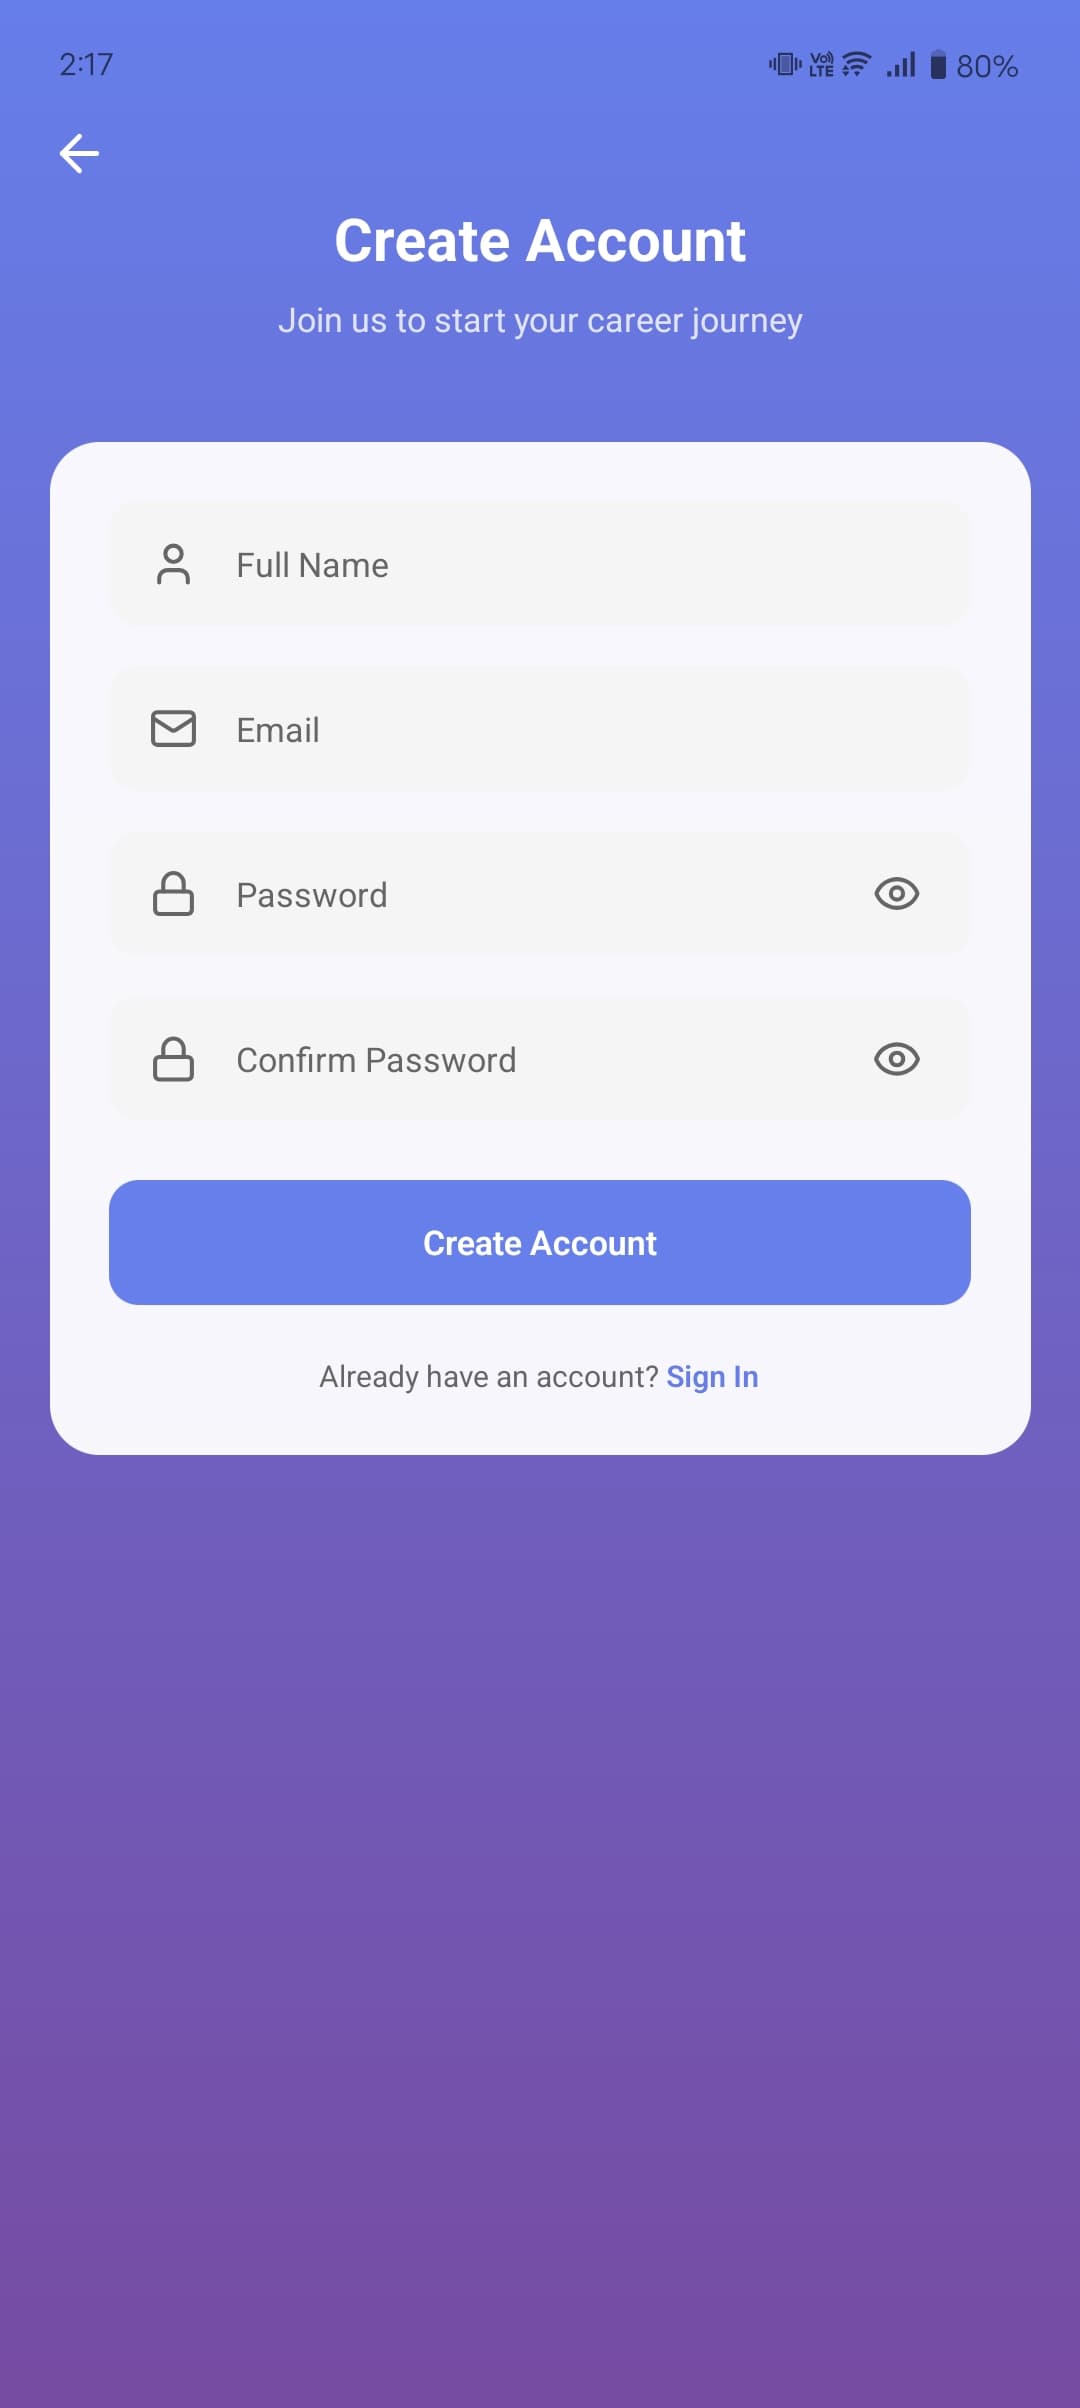 2:17
Vo)) LTE 80%
Create Account
Join us to start your career journey
Full Name
Email
Password
Confirm Password
Create Account
Already have an account? Sign In